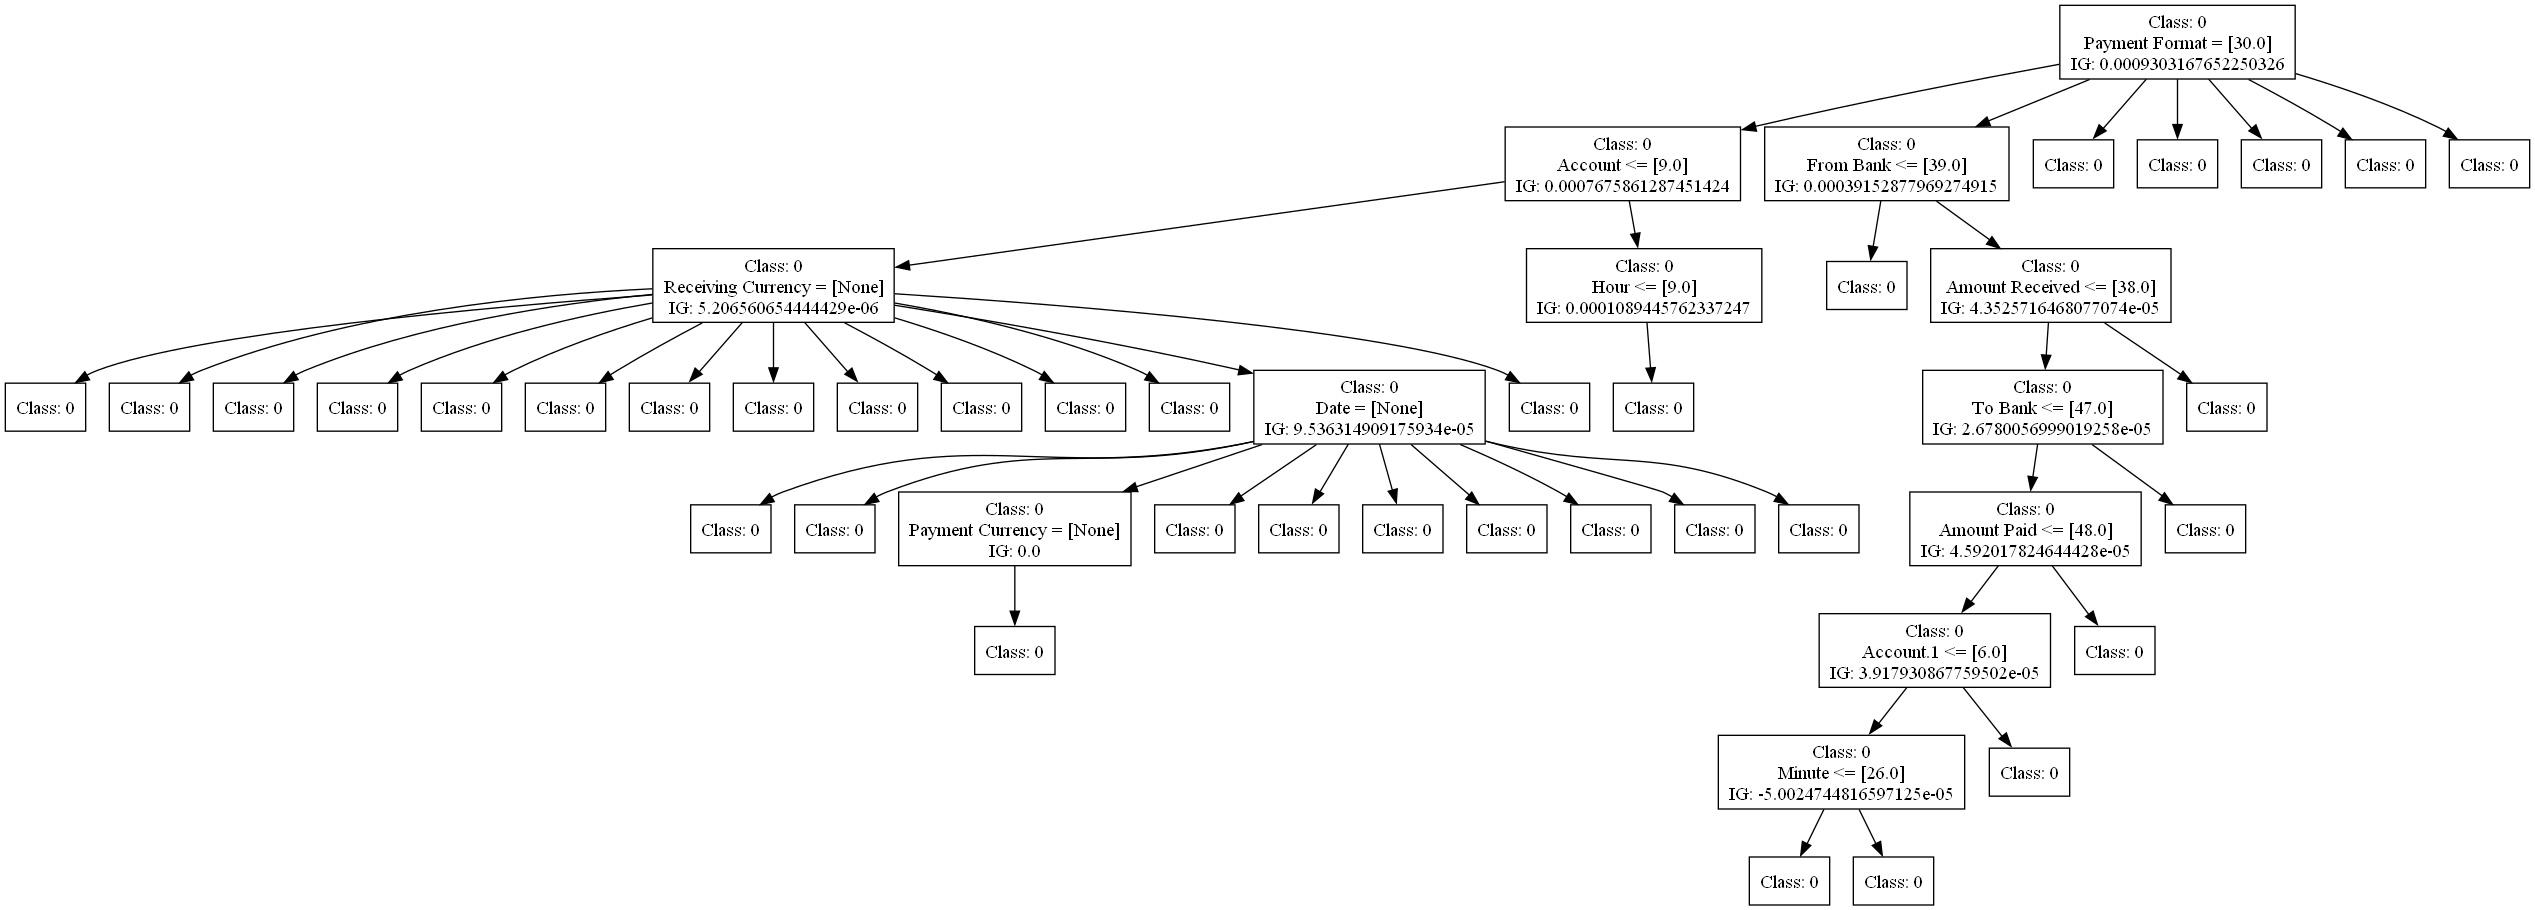 Class: 0
Payment Format = [30.0]
IG: 0.0009303167652250326
Class: 0
Account <= [9.0]
IG: 0.0007675861287451424
Class: 0
From Bank <= [39.0]
IG: 0.00039152877969274915
Class: 0
Class: 0
Class: 0
Class: 0
Class: 0
Class: 0
Receiving Currency = [None]
IG: 5.206560654444429e-06
Class: 0
Hour <= [9.0]
IG: 0.0001089445762337247
Class: 0
Class: 0
Amount Received <= [38.0]
IG: 4.3525716468077074e-05
Class: 0
Class: 0
Class: 0
Class: 0
Class: 0
Class: 0
Class: 0
Class: 0
Class: 0
Class: 0
Class: 0
Class: 0
Class: 0
Date = [None]
IG: 9.536314909175934e-05
Class: 0
Class: 0
Class: 0
To Bank <= [47.0]
IG: 2.6780056999019258e-05
Class: 0
Class: 0
Class: 0
Class: 0
Payment Currency = [None]
IG: 0.0
Class: 0
Class: 0
Class: 0
Class: 0
Class: 0
Class: 0
Class: 0
Class: 0
Amount Paid <= [48.0]
IG: 4.592017824644428e-05
Class: 0
Class: 0
Class: 0
Account.1 <= [6.0]
IG: 3.917930867759502e-05
Class: 0
Class: 0
Minute <= [26.0]
IG: -5.0024744816597125e-05
Class: 0
Class: 0
Class: 0